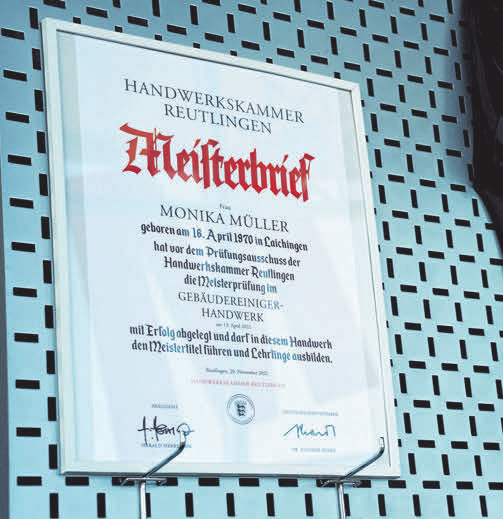 HANDWERKSKAMMER
REUTLINGEN
Meisterbrief
Frau
MONIKA MÜLLER
geboren am 16. April 1970 in Laichingen
hat vor dem Prüfungsausschuss der
Handwerkskammer Reutlingen
die Meisterprüfung im
GEBÄUDEREINIGER-
HANDWERK
mit Erfolg abgelegt und darf in diesem Handwerk
den Meistertitel führen und Lehrlinge ausbilden.
HANDWERKSKAMMER REUTLINGEN
PRÄSIDENT
HAUPTGESCHÄFTSFÜHRER